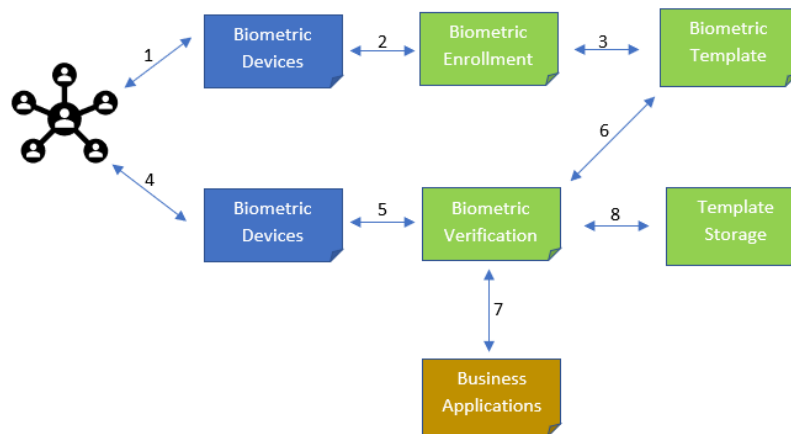 1
Biometric
Devices
2
Biometric
Enrollment
3
Biometric
Template
6
4
Biometric
Devices
5
Biometric
Verification
8
Template
Storage
7
Business
Applications